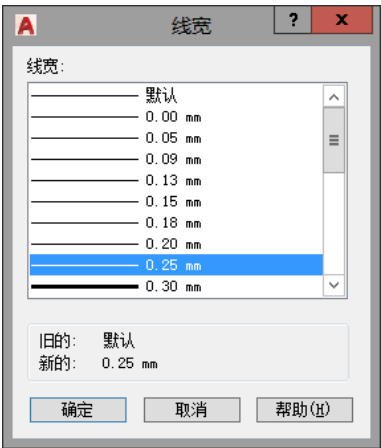 线宽
?
x
线宽:
默认
0.00 mm
0.05 mm
0.09 mm
0.13 mm
0.15 mm
0.18 mm
0.20 mm
0.25 mm
0.30 mm
旧的: 默认
新的: 0.25 mm
确定 取消 帮助(H)